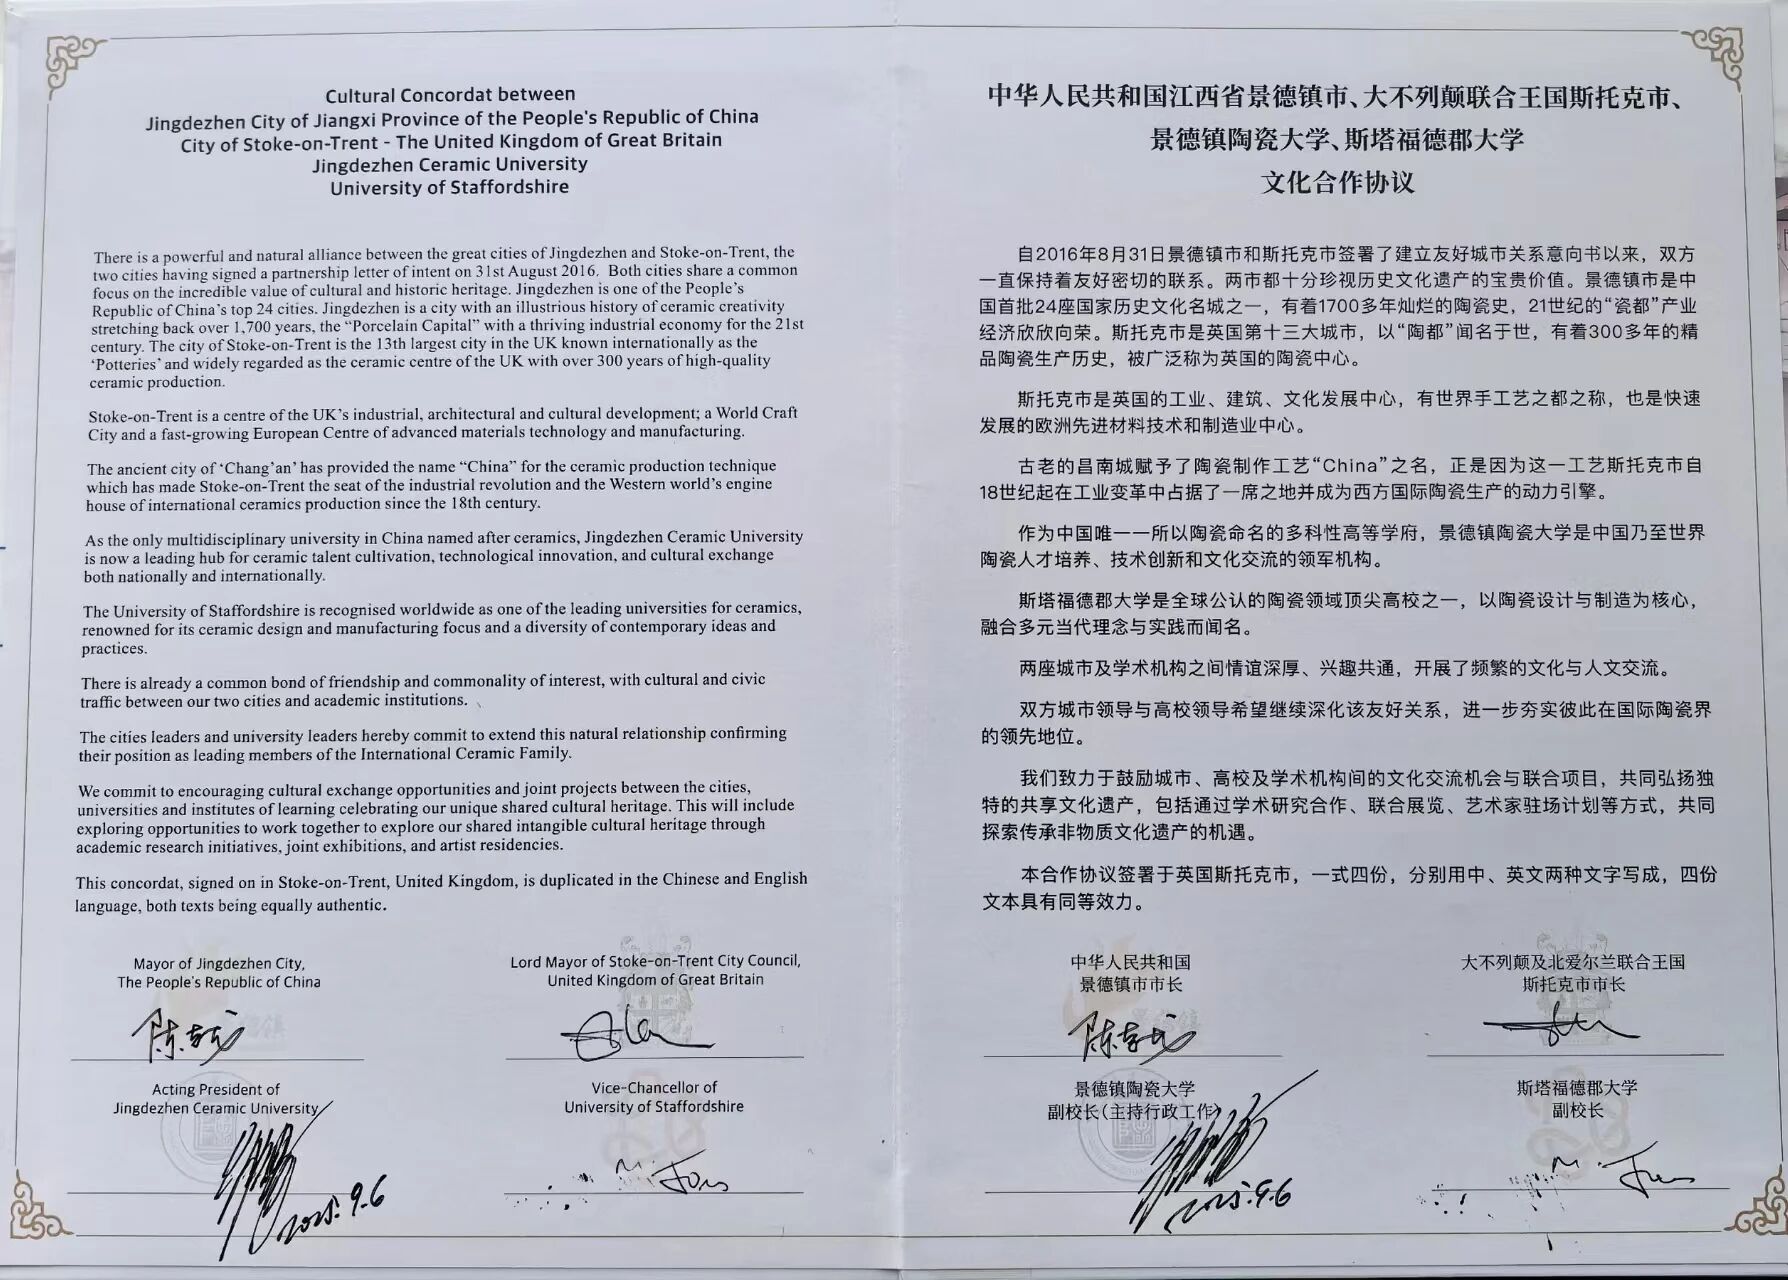 Cultural Concordat between
Jingdezhen City of Jiangxi Province of the People's Republic of China
City of Stoke-on-Trent - The United Kingdom of Great Britain
Jingdezhen Ceramic University
University of Staffordshire
There is a powerful and natural alliance between the great cities of Jingdezhen and Stoke-on-Trent, the
two cities having signed a partnership letter of intent on 31st August 2016. Both cities share a common
focus on the incredible value of cultural and historic heritage. Jingdezhen is one of the People's
Republic of China's top 24 cities. Jingdezhen is a city with an illustrious history of ceramic creativity
stretching back over 1,700 years, the “Porcelain Capital” with a thriving industrial economy for the 21st
century. The city of Stoke-on-Trent is the 13th largest city in the UK known internationally as the
‘Potteries’ and widely regarded as the ceramic centre of the UK with over 300 years of high-quality
ceramic production.
Stoke-on-Trent is a centre of the UK's industrial, architectural and cultural development; a World Craft
City and a fast-growing European Centre of advanced materials technology and manufacturing.
The ancient city of ‘Chang’an’ has provided the name “China” for the ceramic production technique
which has made Stoke-on-Trent the seat of the industrial revolution and the Western world's engine
house of international ceramics production since the 18th century.
As the only multidisciplinary university in China named after ceramics, Jingdezhen Ceramic University
is now a leading hub for ceramic talent cultivation, technological innovation, and cultural exchange
both nationally and internationally.
The University of Staffordshire is recognised worldwide as one of the leading universities for ceramics,
renowned for its ceramic design and manufacturing focus and a diversity of contemporary ideas and
practices.
There is already a common bond of friendship and commonality of interest, with cultural and civic
traffic between our two cities and academic institutions.
The cities leaders and university leaders hereby commit to extend this natural relationship confirming
their position as leading members of the International Ceramic Family.
We commit to encouraging cultural exchange opportunities and joint projects between the cities,
universities and institutes of learning celebrating our unique shared cultural heritage. This will include
exploring opportunities to work together to explore our shared intangible cultural heritage through
academic research initiatives, joint exhibitions, and artist residencies.
This concordat, signed on in Stoke-on-Trent, United Kingdom, is duplicated in the Chinese and English
language, both texts being equally authentic.
Mayor of Jingdezhen City,
The People's Republic of China
Lord Mayor of Stoke-on-Trent City Council,
United Kingdom of Great Britain
Acting President of
Jingdezhen Ceramic University
Vice-Chancellor of
University of Staffordshire
2025.9.6
中华人民共和国江西省景德镇市、大不列颠联合王国斯托克市、
景德镇陶瓷大学、斯塔福德郡大学
文化合作协议
自2016年8月31日景德镇市和斯托克市签署了建立友好城市关系意向书以来，双方
一直保持着友好密切的联系。两市都十分珍视历史文化遗产的宝贵价值。景德镇市是中
国首批24座国家历史文化名城之一，有着1700多年灿烂的陶瓷史，21世纪的“瓷都”产业
经济欣欣向荣。斯托克市是英国第十三大城市，以“陶都”闻名于世，有着300多年的精
品陶瓷生产历史，被广泛称为英国的陶瓷中心。
斯托克市是英国的工业、建筑、文化发展中心，有世界手工艺之都之称，也是快速
发展的欧洲先进材料技术和制造业中心。
古老的昌南城赋予了陶瓷制作工艺“China”之名，正是因为这一工艺斯托克市自
18世纪起在工业变革中占据了一席之地并成为西方国际陶瓷生产的动力引擎。
作为中国唯一一所以陶瓷命名的多科性高等学府，景德镇陶瓷大学是中国乃至世界
陶瓷人才培养、技术创新和文化交流的领军机构。
斯塔福德郡大学是全球公认的陶瓷领域顶尖高校之一，以陶瓷设计与制造为核心，
融合多元当代理念与实践而闻名。
两座城市及学术机构之间情谊深厚、兴趣共通，开展了频繁的文化与人文交流。
双方城市领导与高校领导希望继续深化该友好关系，进一步夯实彼此在国际陶瓷界
的领先地位。
我们致力于鼓励城市、高校及学术机构间的文化交流机会与联合项目，共同弘扬独
特的共享文化遗产，包括通过学术研究合作、联合展览、艺术家驻场计划等方式，共同
探索传承非物质文化遗产的机遇。
本合作协议签署于英国斯托克市，一式四份，分别用中、英文两种文字写成，四份
文本具有同等效力。
中华人民共和国
景德镇市市长
大不列颠及北爱尔兰联合王国
斯托克市市长
景德镇陶瓷大学
副校长（主持行政工作）
斯塔福德郡大学
副校长
2025.9.6